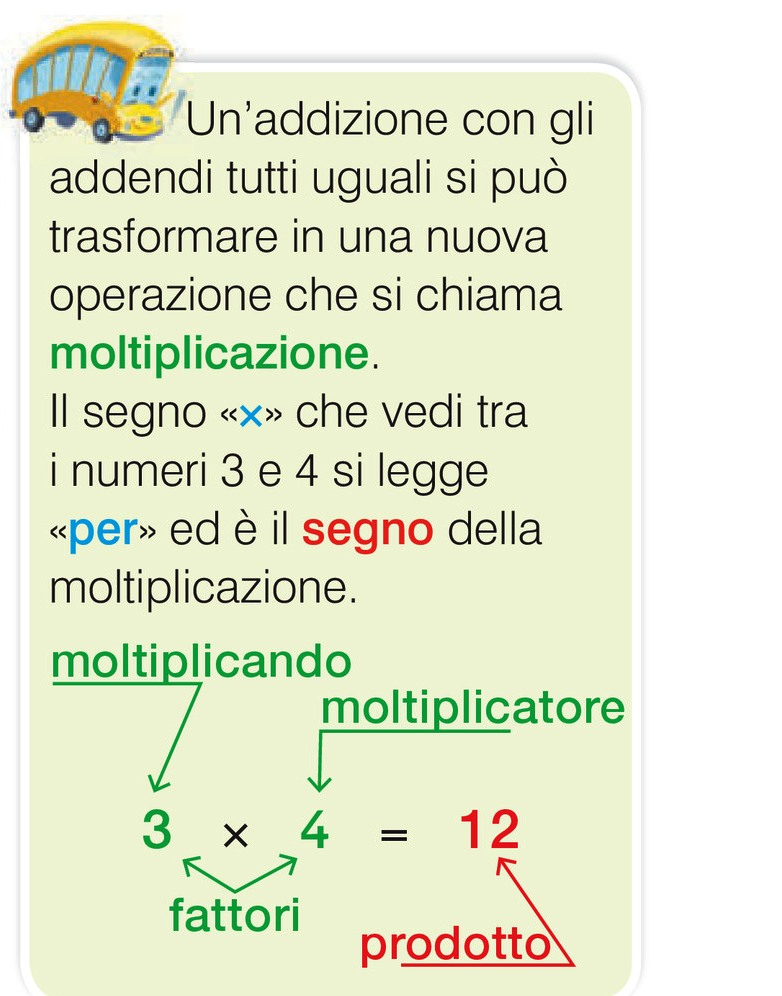 Un'addizione con gli
addendi tutti uguali si può
trasformare in una nuova
operazione che si chiama
moltiplicazione.
Il segno «×» che vedi tra
i numeri 3 e 4 si legge
«per» ed è il segno della
moltiplicazione.
moltiplicando
moltiplicatore
3 × 4 = 12
fattori
prodotto